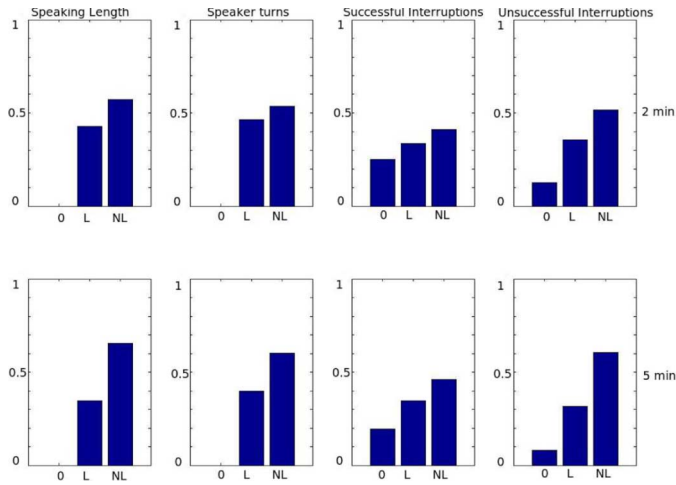 Speaking Length Speaker turns Successful Interruptions Unsuccessful Interruptions
1 1 1 1
0.5 0.5 0.5 0.5 2 min
0 0 0 0
0 L NL 0 L NL 0 L NL 0 L NL
1 1 1 1
0.5 0.5 0.5 0.5 5 min
0 0 0 0
0 L NL 0 L NL 0 L NL 0 L NL